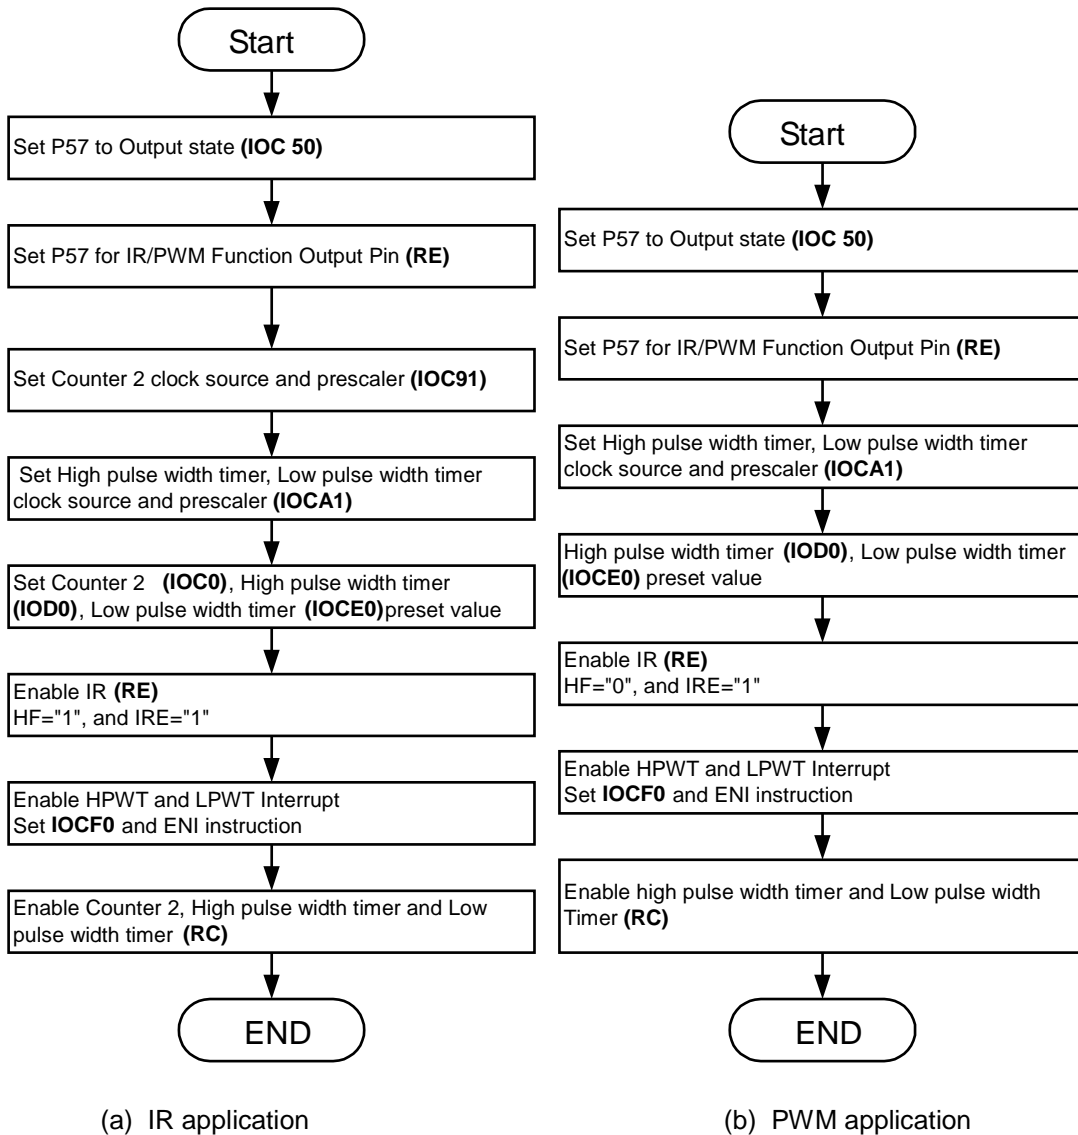 Start
Set P57 to Output state (IOC 50)
Set P57 for IR/PWM Function Output Pin (RE)
Set Counter 2 clock source and prescaler (IOC91)
Set High pulse width timer, Low pulse width timer
clock source and prescaler (IOCA1)
Set Counter 2 (IOC0), High pulse width timer
(IOD0), Low pulse width timer (IOCE0)preset value
Enable IR (RE)
HF="1", and IRE="1"
Enable HPWT and LPWT Interrupt
Set IOCF0 and ENI instruction
Enable Counter 2, High pulse width timer and Low
pulse width timer (RC)
END
(a) IR application
Start
Set P57 to Output state (IOC 50)
Set P57 for IR/PWM Function Output Pin (RE)
Set High pulse width timer, Low pulse width timer
clock source and prescaler (IOCA1)
High pulse width timer (IOD0), Low pulse width timer
(IOCE0) preset value
Enable IR (RE)
HF="0", and IRE="1"
Enable HPWT and LPWT Interrupt
Set IOCF0 and ENI instruction
Enable high pulse width timer and Low pulse width
Timer (RC)
END
(b) PWM application